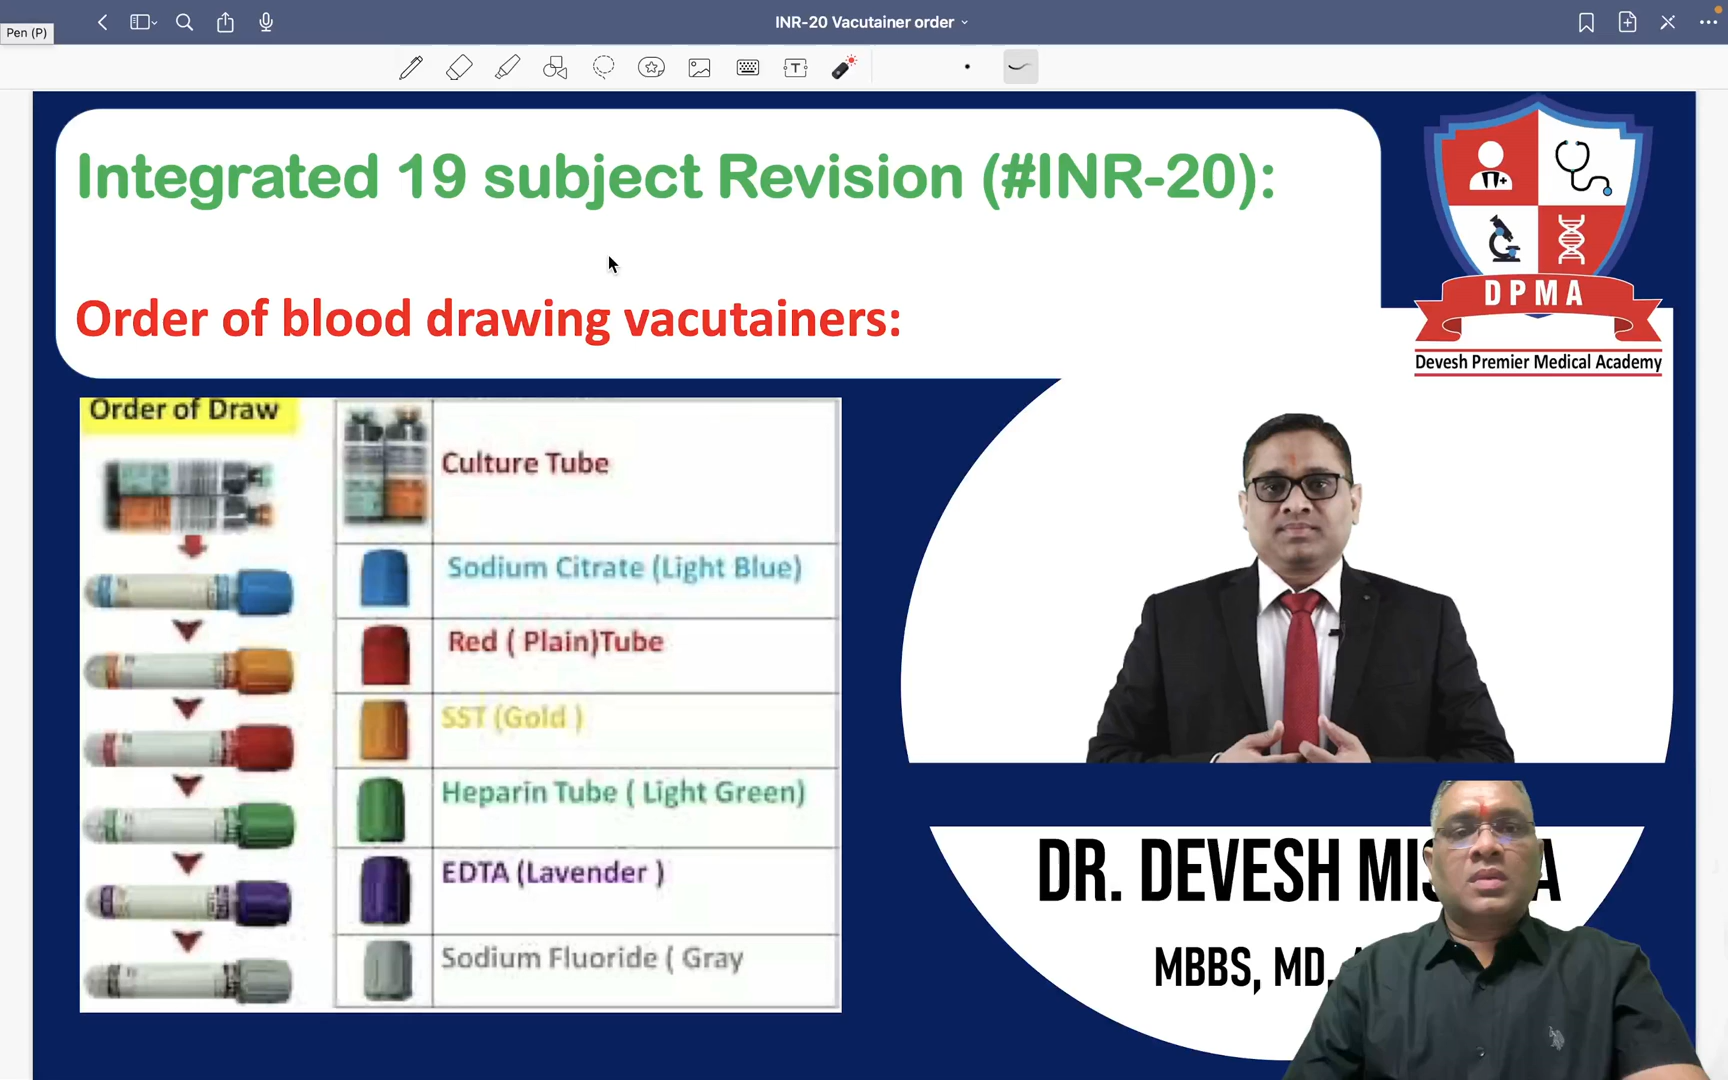 INR-20 Vacutainer order
Pen (P)
Integrated 19 subject Revision (#INR-20):
Order of blood drawing vacutainers:
DPMA
Devesh Premier Medical Academy
Order of Draw
Culture Tube
Sodium Citrate (Light Blue)
Red ( Plain)Tube
SST (Gold )
Heparin Tube ( Light Green)
EDTA (Lavender )
Sodium Fluoride ( Gray
DR. DEVESH
MBBS, MD,